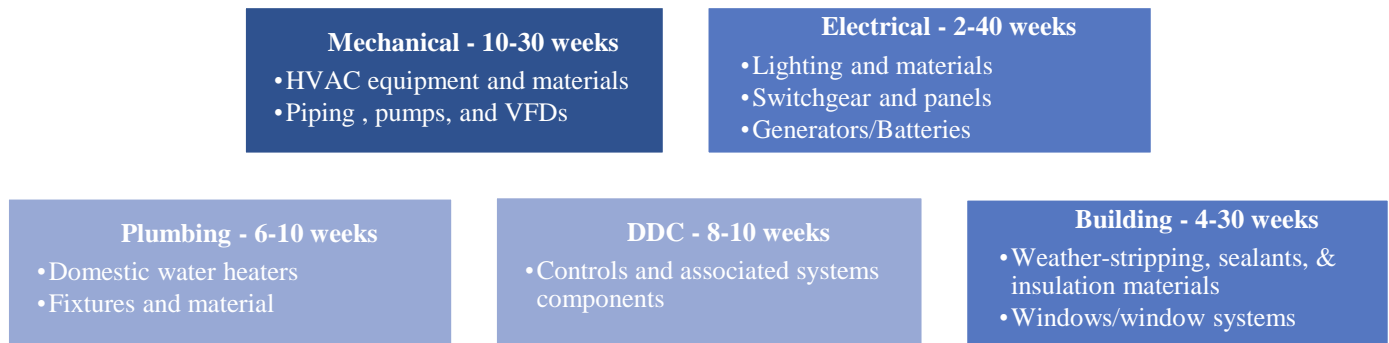 Mechanical - 10-30 weeks
•HVAC equipment and materials
•Piping , pumps, and VFDs
Electrical - 2-40 weeks
•Lighting and materials
•Switchgear and panels
•Generators/Batteries
Plumbing - 6-10 weeks
•Domestic water heaters
•Fixtures and material
DDC - 8-10 weeks
•Controls and associated systems
components
Building - 4-30 weeks
•Weather-stripping, sealants, &
insulation materials
•Windows/window systems